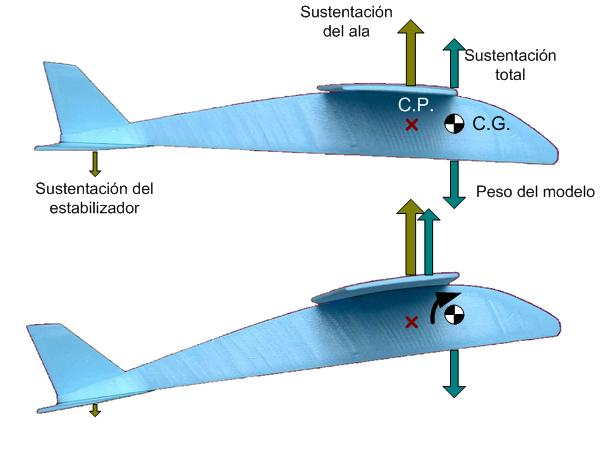 Sustentación
del ala
Sustentación
total
C.P.
C.G.
Sustentación del
estabilizador
Peso del modelo